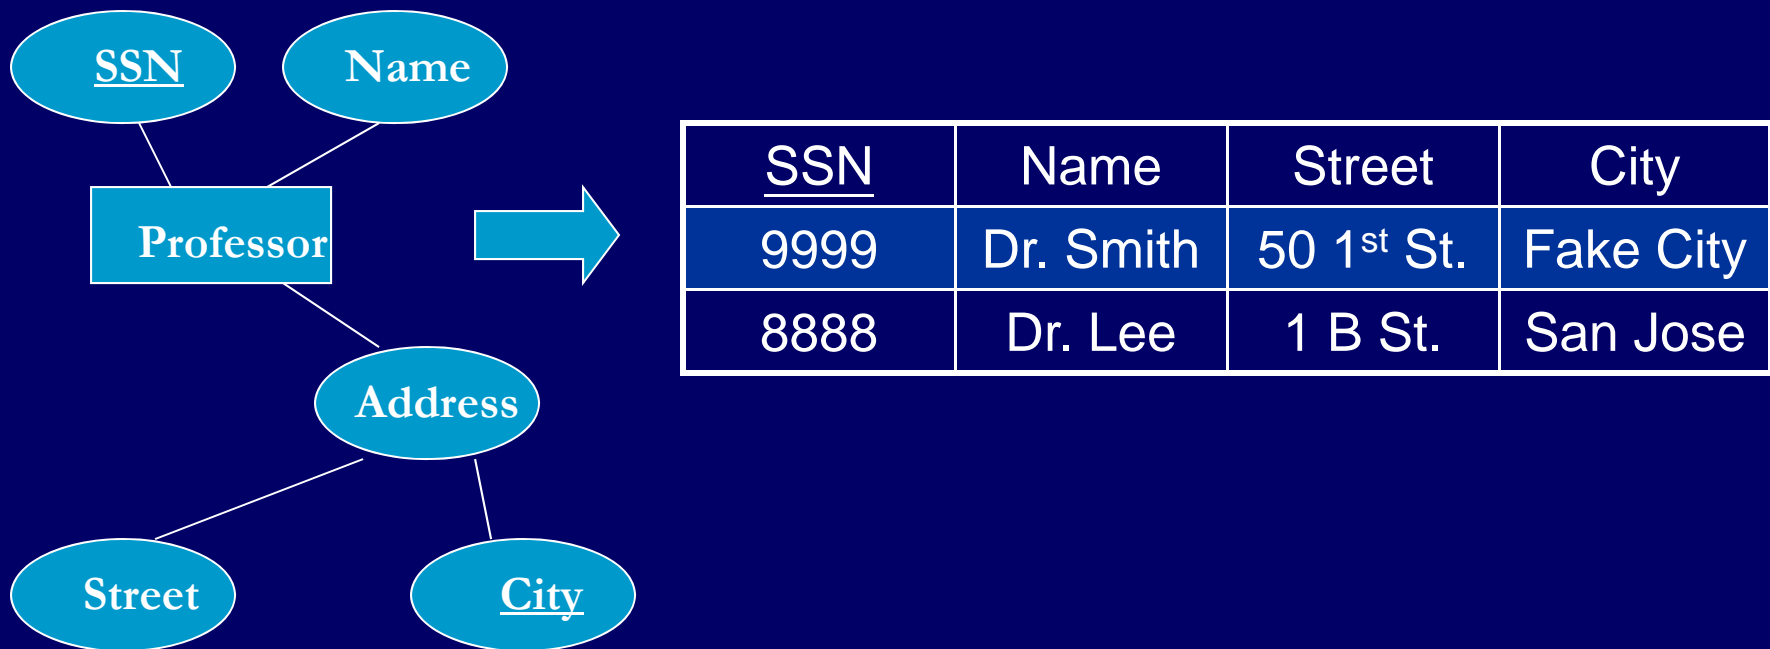 SSN
Name
Professor
Address
Street
City
SSN Name Street City
9999 Dr. Smith 50 1st St. Fake City
8888 Dr. Lee 1 B St. San Jose